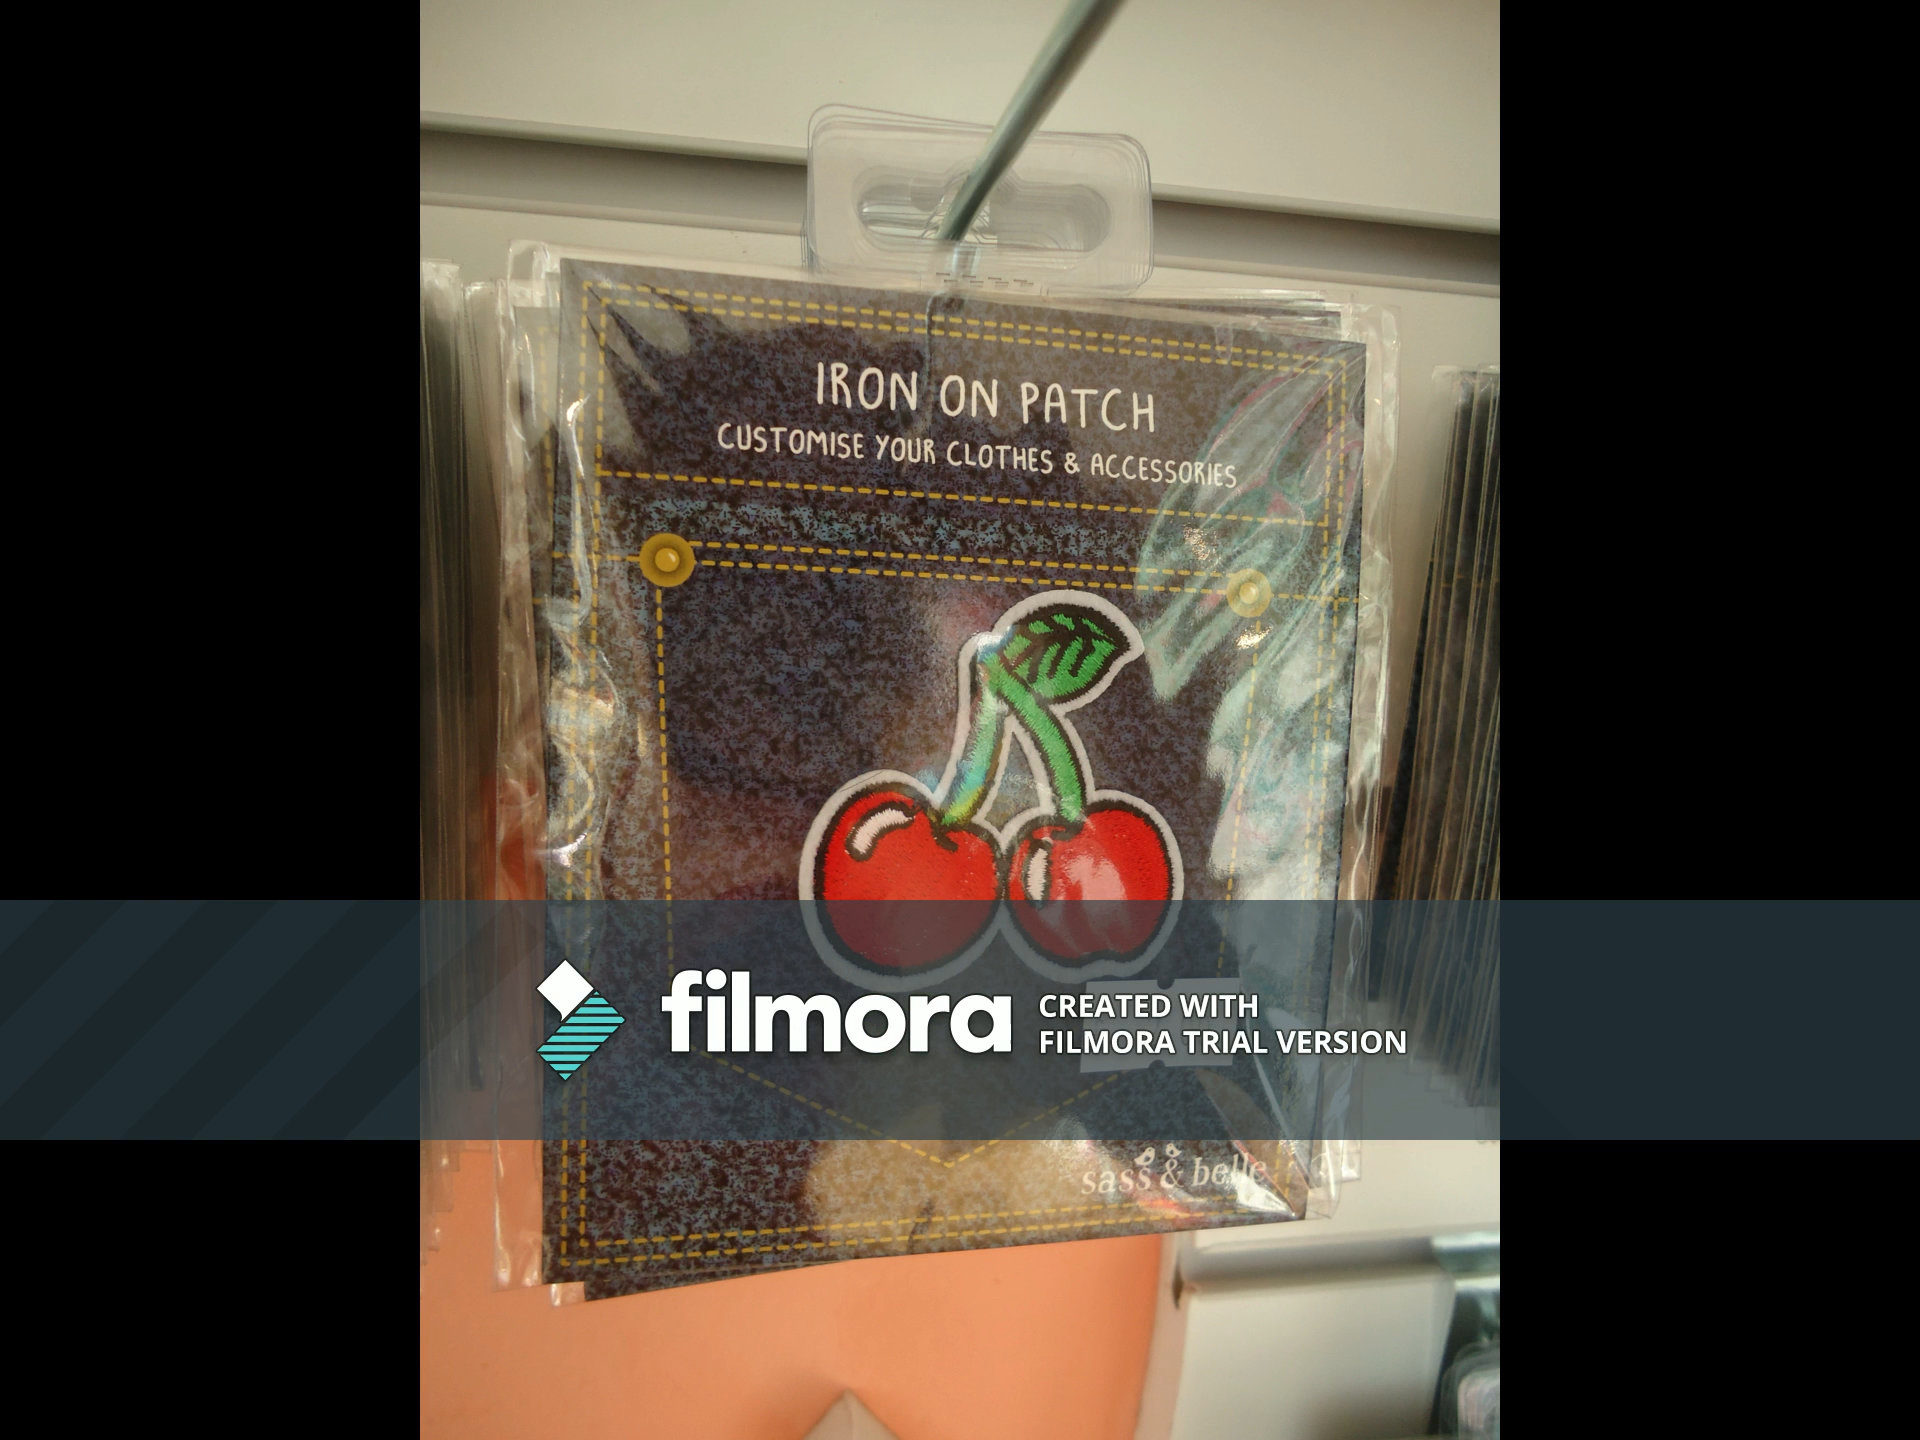 IRON ON PATCH
CUSTOMISE YOUR CLOTHES & ACCESSORIES
filmora
CREATED WITH
FILMORA TRIAL VERSION
sass & belle